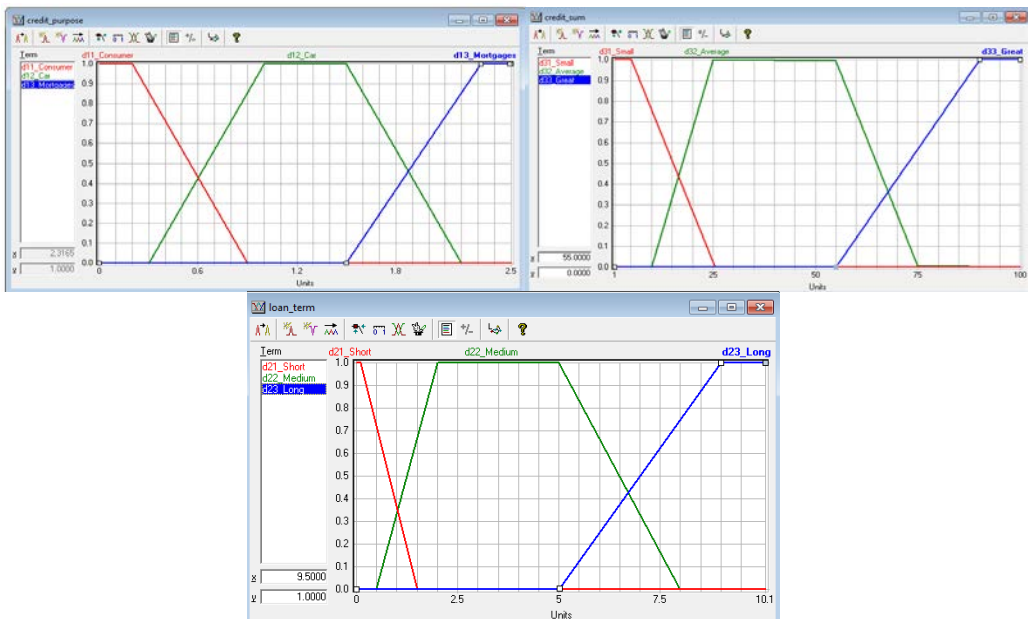 credit_purpose
Term
d11_Consumer
d12_Car
d13_Mortgages
d11_Consumer d12_Car d13_Mortgages
1.0
0.9
0.8
0.7
0.6
0.5
0.4
0.3
0.2
0.1
0.0
x 2.3165
y 1.0000
0 0.6 1.2 1.8 2.5
Units
credit_sum
Term
d31_Small
d32_Average
d33_Great
d31_Small d32_Average d33_Great
1.0
0.9
0.8
0.7
0.6
0.5
0.4
0.3
0.2
0.1
0.0
x 55.0000
y 0.0000
1 25 50 75 100
Units
loan_term
Term
d21_Short
d22_Medium
d23_Long
d21_Short d22_Medium d23_Long
1.0
0.9
0.8
0.7
0.6
0.5
0.4
0.3
0.2
0.1
0.0
x 9.5000
y 1.0000
0 2.5 5 7.5 10.1
Units